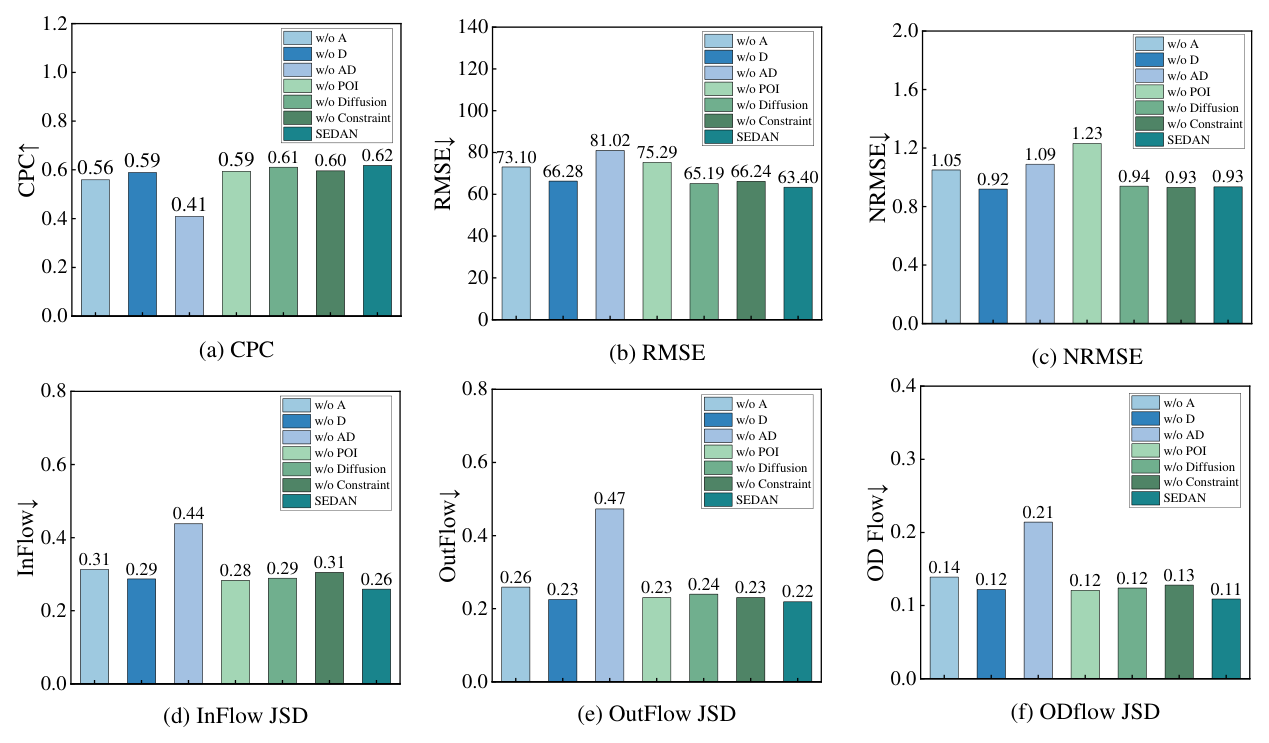 CPC↑
1.2
1.0
0.8
0.6
0.4
0.2
0.0
0.56
0.59
0.41
0.59
0.61
0.60
0.62
w/o A
w/o D
w/o AD
w/o POI
w/o Diffusion
w/o Constraint
SEDAN
(a) CPC
RMSE↓
140
120
100
80
60
40
20
0
73.10
66.28
81.02
75.29
65.19
66.24
63.40
w/o A
w/o D
w/o AD
w/o POI
w/o Diffusion
w/o Constraint
SEDAN
(b) RMSE
NRMSE↓
2.0
1.6
1.2
0.8
0.4
0.0
1.05
0.92
1.09
1.23
0.94
0.93
0.93
w/o A
w/o D
w/o AD
w/o POI
w/o Diffusion
w/o Constraint
SEDAN
(c) NRMSE
InFlow↓
0.8
0.6
0.4
0.2
0.0
0.31
0.29
0.44
0.28
0.29
0.31
0.26
w/o A
w/o D
w/o AD
w/o POI
w/o Diffusion
w/o Constraint
SEDAN
(d) InFlow JSD
OutFlow↓
0.8
0.6
0.4
0.2
0.0
0.26
0.23
0.47
0.23
0.24
0.23
0.22
w/o A
w/o D
w/o AD
w/o POI
w/o Diffusion
w/o Constraint
SEDAN
(e) OutFlow JSD
OD Flow↓
0.4
0.3
0.2
0.1
0.0
0.14
0.12
0.21
0.12
0.12
0.13
0.11
w/o A
w/o D
w/o AD
w/o POI
w/o Diffusion
w/o Constraint
SEDAN
(f) ODflow JSD